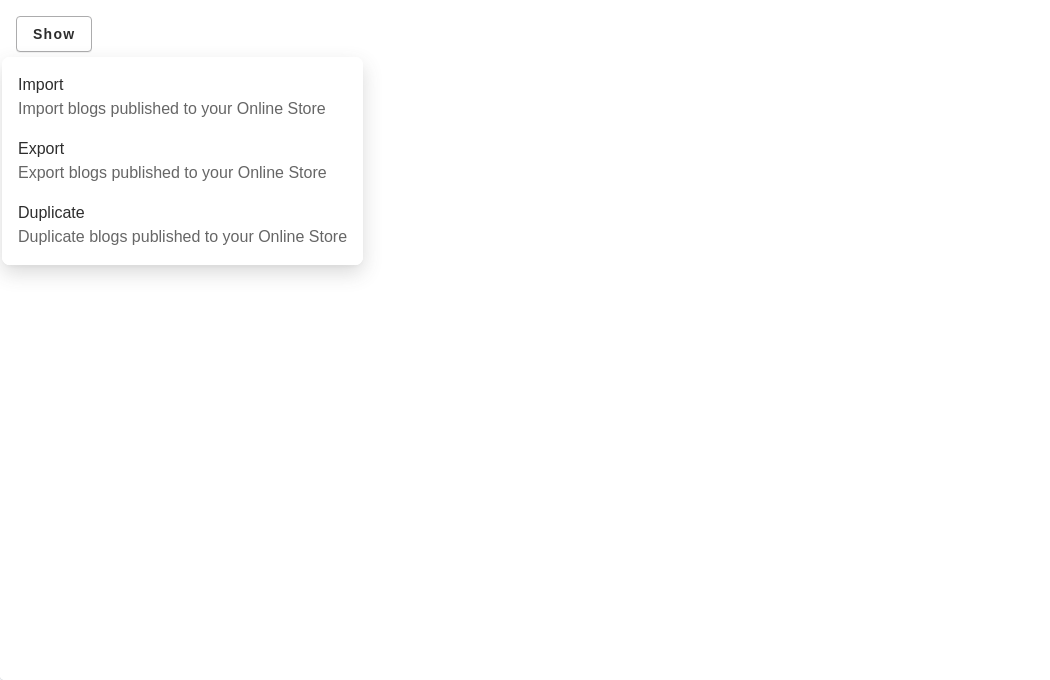 Show
Import
Import blogs published to your Online Store
Export
Export blogs published to your Online Store
Duplicate
Duplicate blogs published to your Online Store